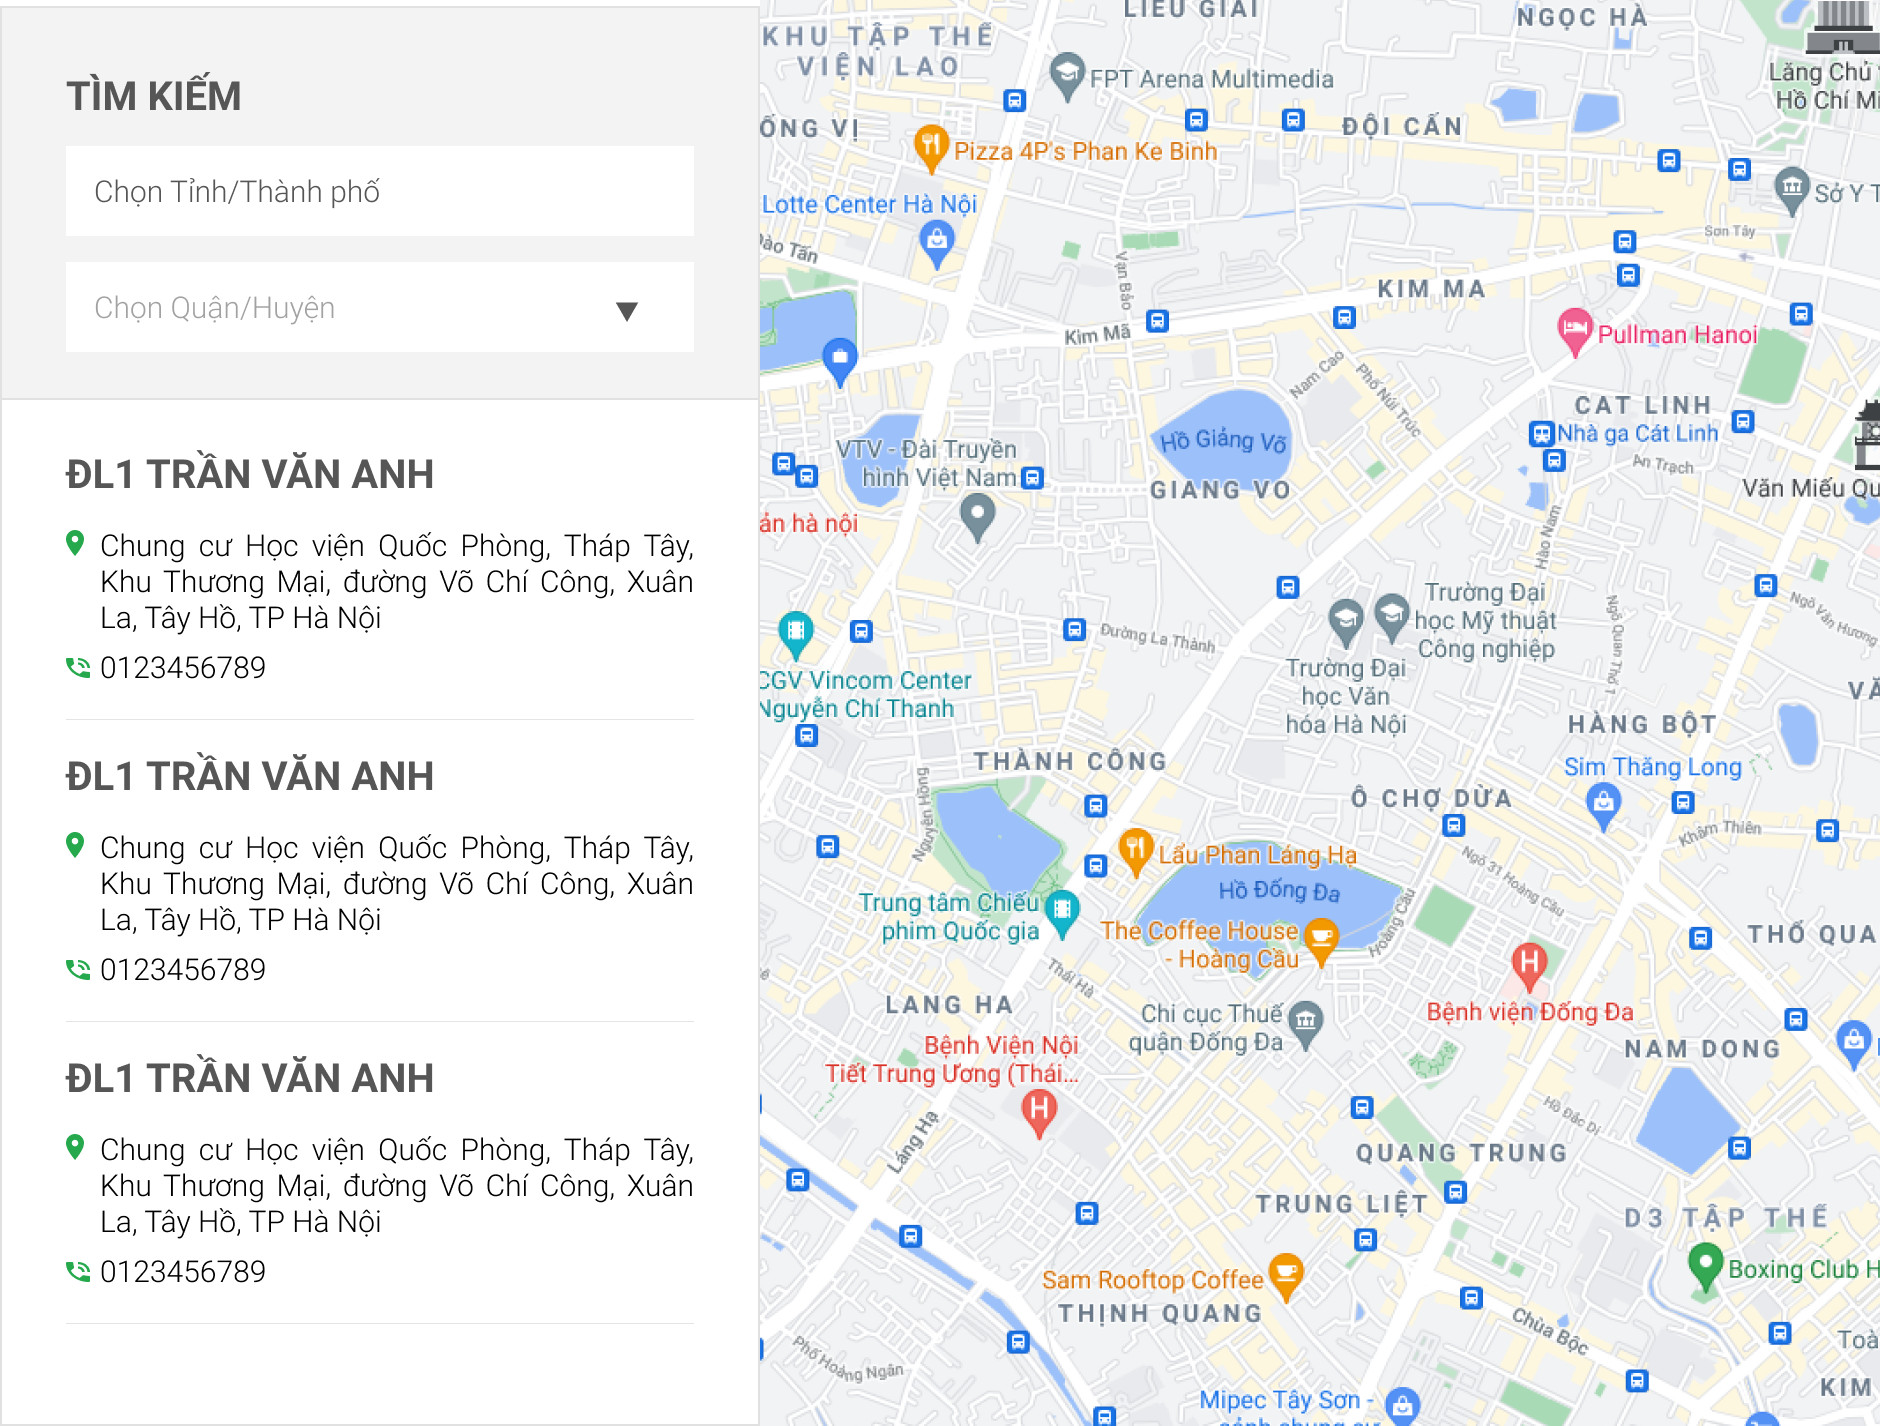 TÌM KIẾM
Chọn Tỉnh/Thành phố
Chọn Quận/Huyện
ĐL1 TRẦN VĂN ANH
Chung cư Học viện Quốc Phòng, Tháp Tây,
Khu Thương Mại, đường Võ Chí Công, Xuân
La, Tây Hồ, TP Hà Nội
0123456789
ĐL1 TRẦN VĂN ANH
Chung cư Học viện Quốc Phòng, Tháp Tây,
Khu Thương Mại, đường Võ Chí Công, Xuân
La, Tây Hồ, TP Hà Nội
0123456789
ĐL1 TRẦN VĂN ANH
Chung cư Học viện Quốc Phòng, Tháp Tây,
Khu Thương Mại, đường Võ Chí Công, Xuân
La, Tây Hồ, TP Hà Nội
0123456789
LIỄU GIAI
NGỌC HÀ
KHU TẬP THỂ
VIỆN LAO
FPT Arena Multimedia
Lăng Chủ
Hồ Chí Mi
ỐNG VỊ
ĐỘI CẤN
Pizza 4P's Phan Ke Binh
Sở Y T
Lotte Center Hà Nội
Đào Tấn
Vạn Bảo
Sơn Tây
KIM MA
Kim Mã
Pullman Hanoi
Nam Cao
Phố Núi Trúc
CAT LINH
Nhà ga Cát Linh
An Trạch
Hồ Giảng Võ
VTV - Đài Truyền
hình Việt Nam
GIANG VO
Văn Miếu Qu
ản hà nội
Hào Nam
Trường Đại
học Mỹ thuật
Công nghiệp
Ngõ Quan Thổ 1
Ngõ Văn Hương
Đường La Thành
Trường Đại
học Văn
hóa Hà Nội
CGV Vincom Center
Nguyễn Chí Thanh
VĂ
HÀNG BỘT
THÀNH CÔNG
Sim Thăng Long
Nguyên Hồng
Ô CHỢ DỪA
Khâm Thiên
Lẩu Phan Láng Hạ
Ngõ 31 Hoàng Cầu
Hồ Đống Đa
Trung tâm Chiếu
phim Quốc gia
The Coffee House
- Hoàng Cầu
Hoàng Cầu
THỔ QUA
Thái Hà
LANG HA
Chi cục Thuế
quận Đống Đa
Bệnh viện Đống Đa
Bệnh Viện Nội
Tiết Trung Ương (Thái...
NAM DONG
Láng Hạ
Hồ Đắc Di
QUANG TRUNG
TRUNG LIỆT
D3 TẬP THỂ
Sam Rooftop Coffee
Boxing Club H
THỊNH QUANG
Chùa Bộc
Toà
Phố Hoàng Ngân
KIM
Mipec Tây Sơn -